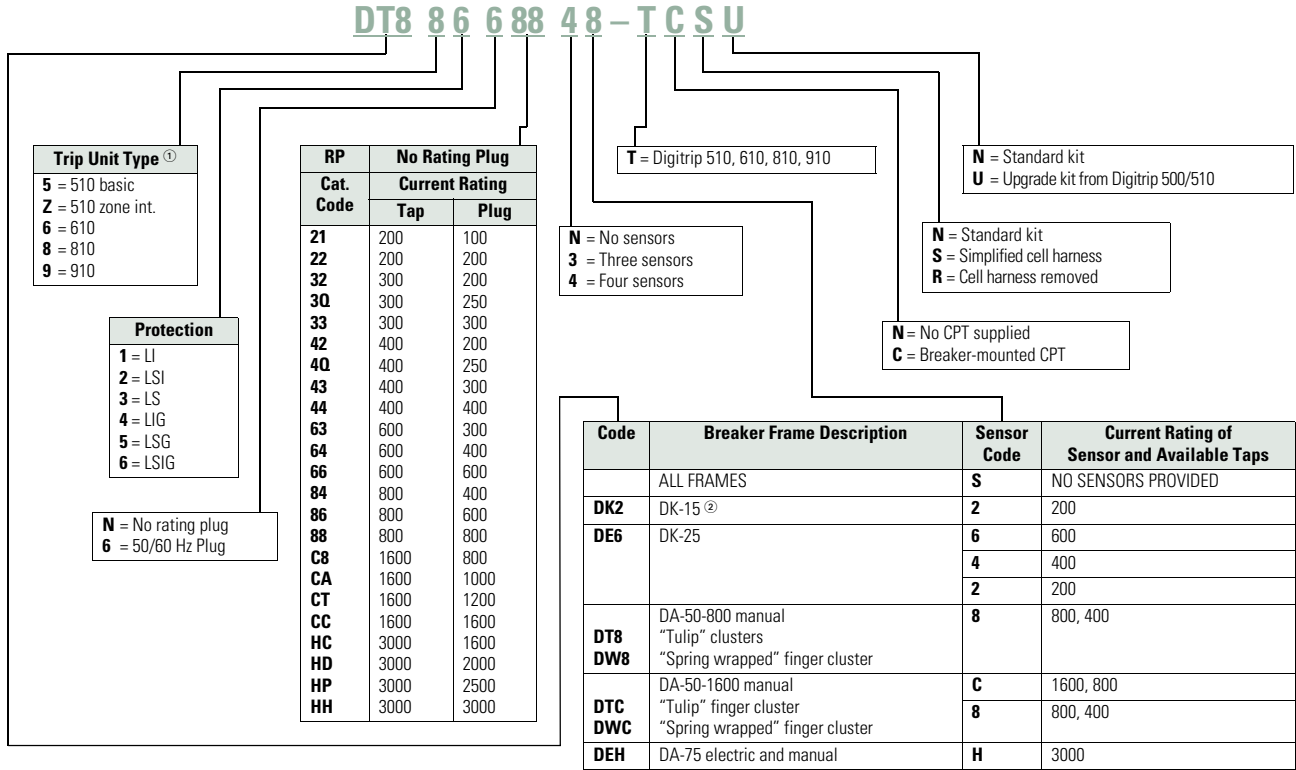 DT8 8 6 6 88 4 8 – T C S U
Trip Unit Type ①
5 = 510 basic
Z = 510 zone int.
6 = 610
8 = 810
9 = 910
Protection
1 = LI
2 = LSI
3 = LS
4 = LIG
5 = LSG
6 = LSIG
N = No rating plug
6 = 50/60 Hz Plug
RP No Rating Plug
Cat. Code Current Rating
Tap Plug
21 200 100
22 200 200
32 300 200
3Q 300 250
33 300 300
42 400 200
4Q 400 250
43 400 300
44 400 400
63 600 300
64 600 400
66 600 600
84 800 400
86 800 600
88 800 800
C8 1600 800
CA 1600 1000
CT 1600 1200
CC 1600 1600
HC 3000 1600
HD 3000 2000
HP 3000 2500
HH 3000 3000
T = Digitrip 510, 610, 810, 910
N = No sensors
3 = Three sensors
4 = Four sensors
N = Standard kit
U = Upgrade kit from Digitrip 500/510
N = Standard kit
S = Simplified cell harness
R = Cell harness removed
N = No CPT supplied
C = Breaker-mounted CPT
Code Breaker Frame Description Sensor Code Current Rating of Sensor and Available Taps
ALL FRAMES S NO SENSORS PROVIDED
DK2 DK-15 ② 2 200
DE6 DK-25 6 600
4 400
2 200
DA-50-800 manual 8 800, 400
DT8 "Tulip" clusters
DW8 "Spring wrapped" finger cluster
DA-50-1600 manual C 1600, 800
DTC "Tulip" finger cluster 8 800, 400
DWC "Spring wrapped" finger cluster
DEH DA-75 electric and manual H 3000